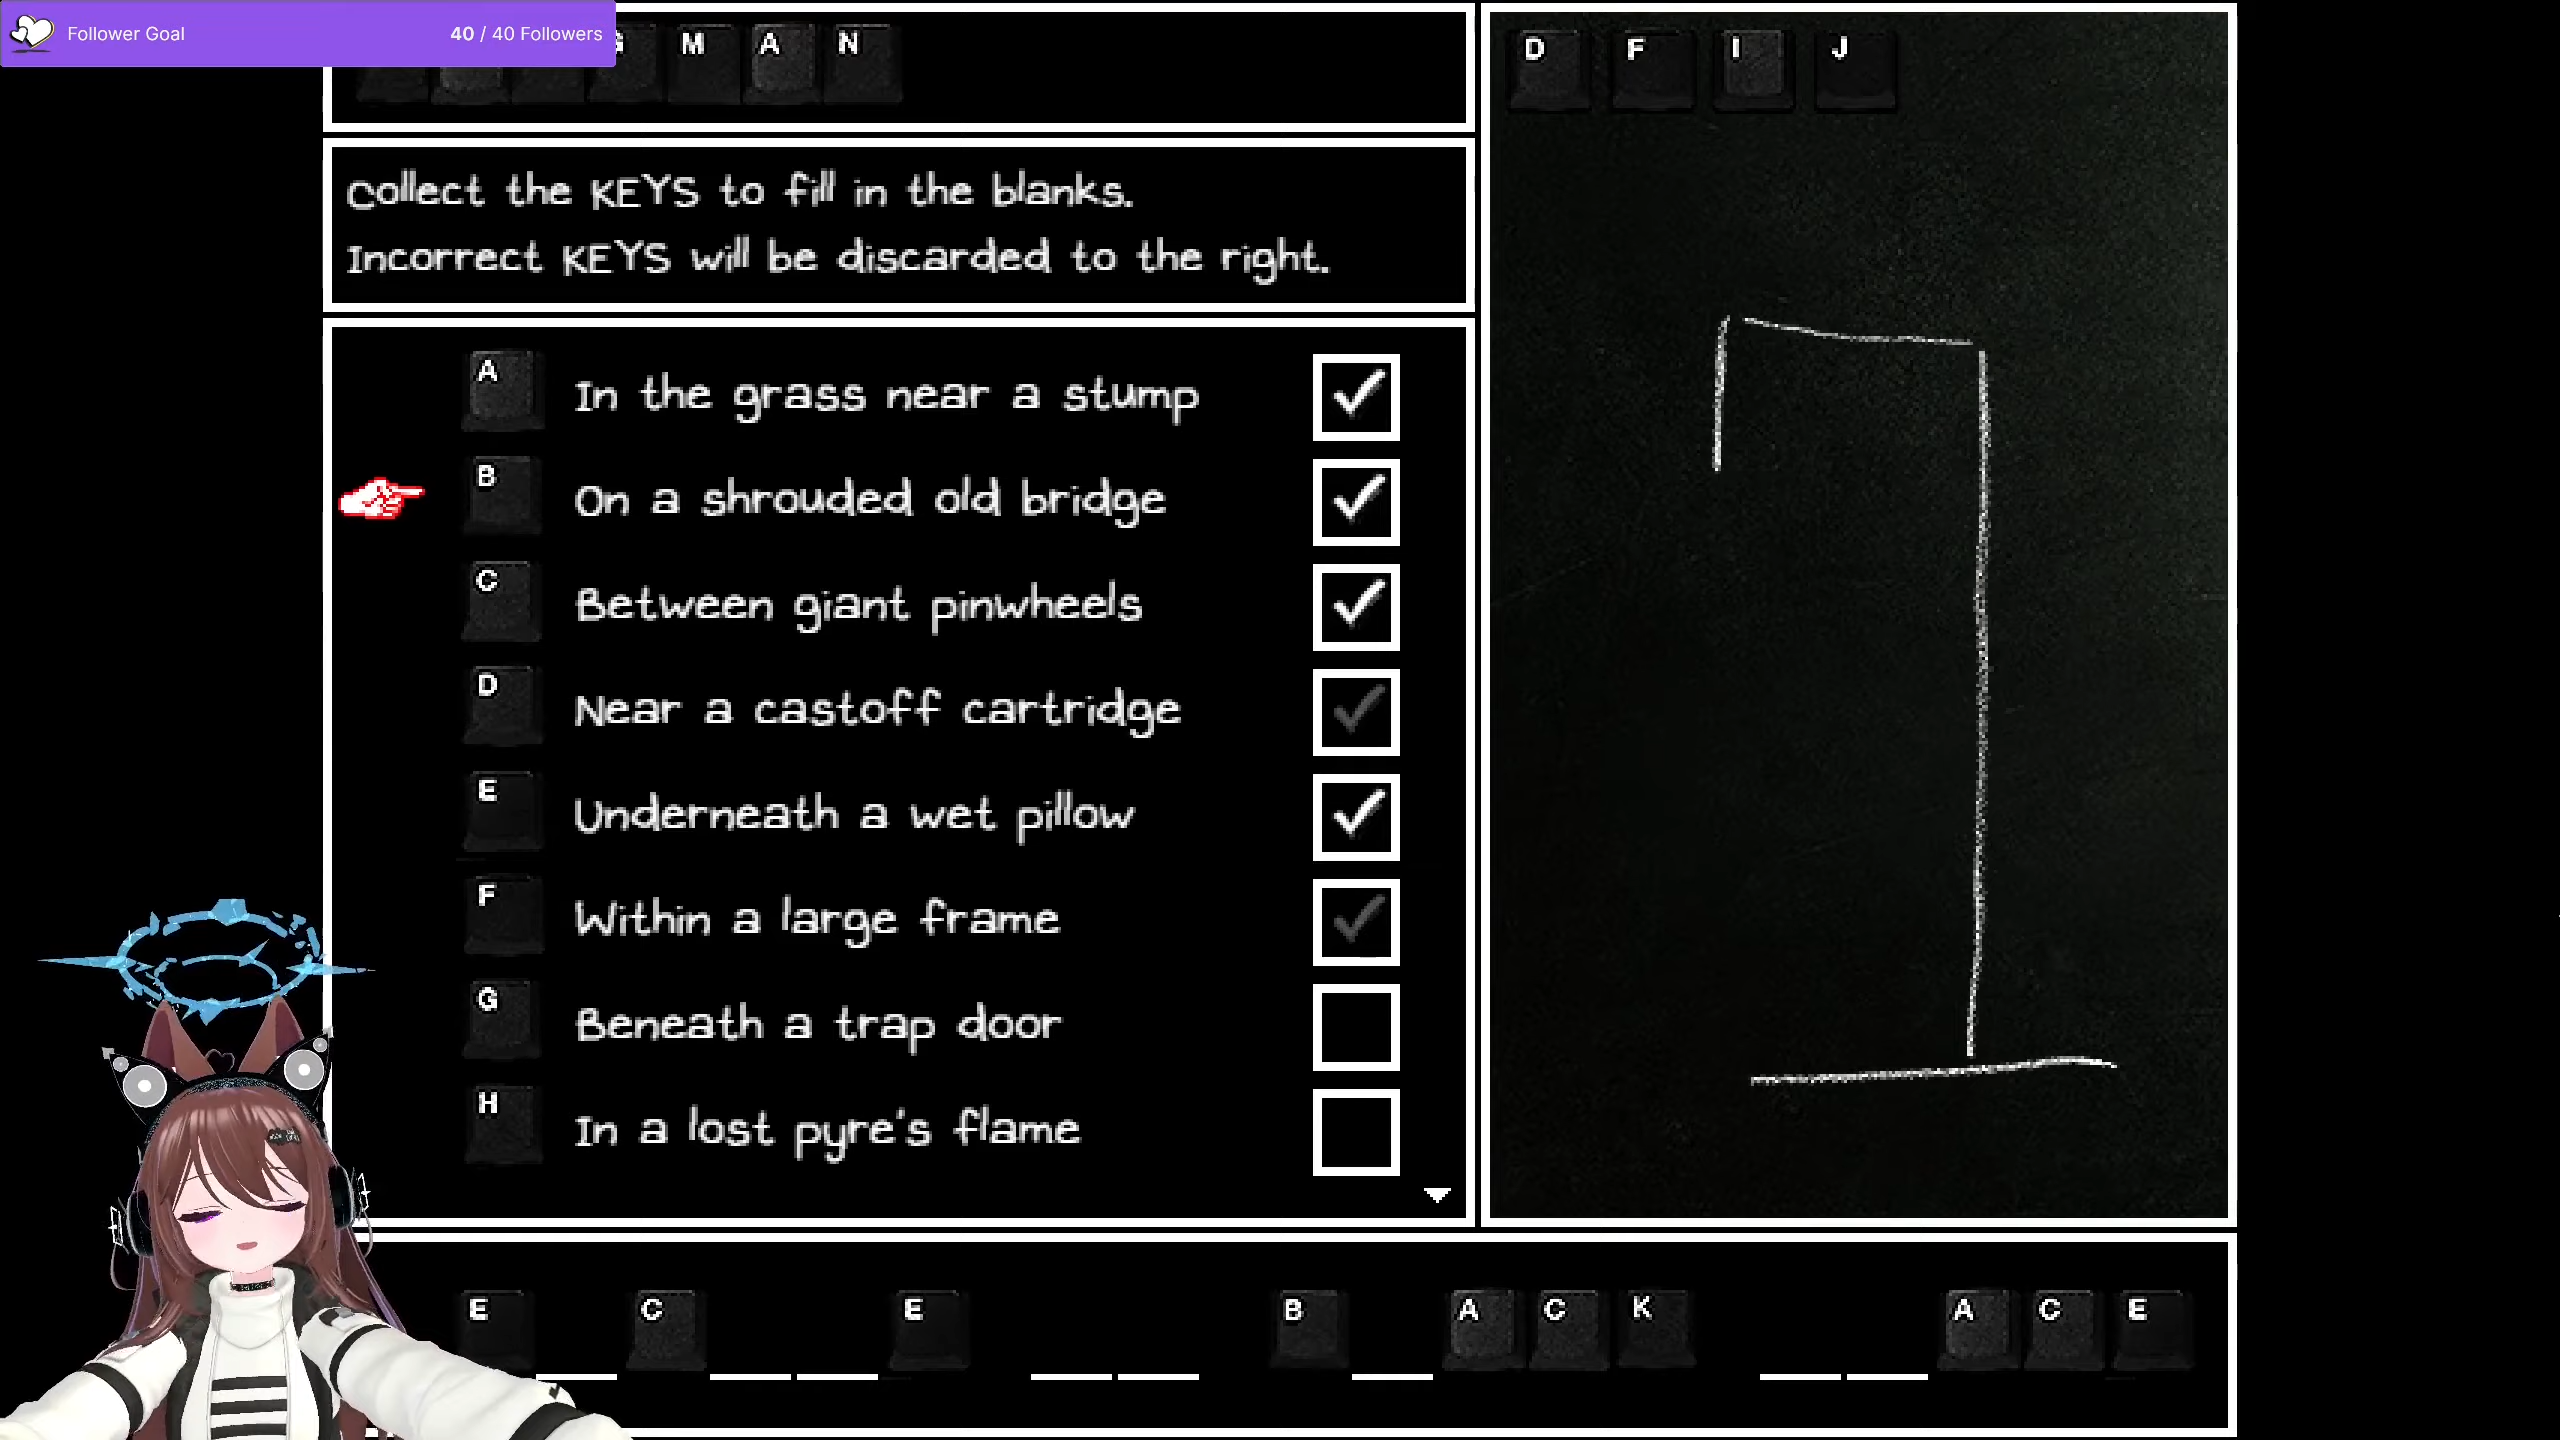 Follower Goal 40 / 40 Followers
G M A N
D F I J
Collect the KEYS to fill in the blanks.
Incorrect KEYS will be discarded to the right.
A In the grass near a stump
B On a shrouded old bridge
C Between giant pinwheels
D Near a castoff cartridge
E Underneath a wet pillow
F Within a large frame
G Beneath a trap door
H In a lost pyre's flame
E C E B A C K A C E